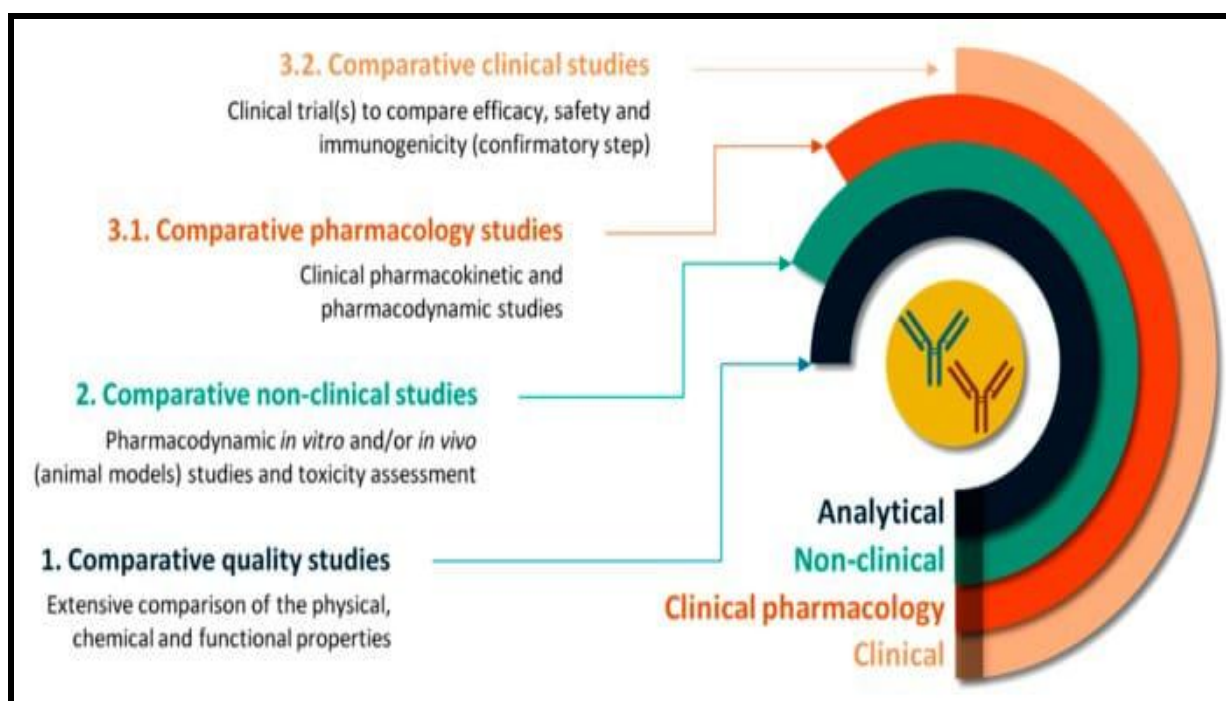 3.2. Comparative clinical studies
Clinical trial(s) to compare efficacy, safety and
immunogenicity (confirmatory step)
3.1. Comparative pharmacology studies
Clinical pharmacokinetic and
pharmacodynamic studies
2. Comparative non-clinical studies
Pharmacodynamic in vitro and/or in vivo
(animal models) studies and toxicity assessment
1. Comparative quality studies
Extensive comparison of the physical,
chemical and functional properties
Analytical
Non-clinical
Clinical pharmacology
Clinical